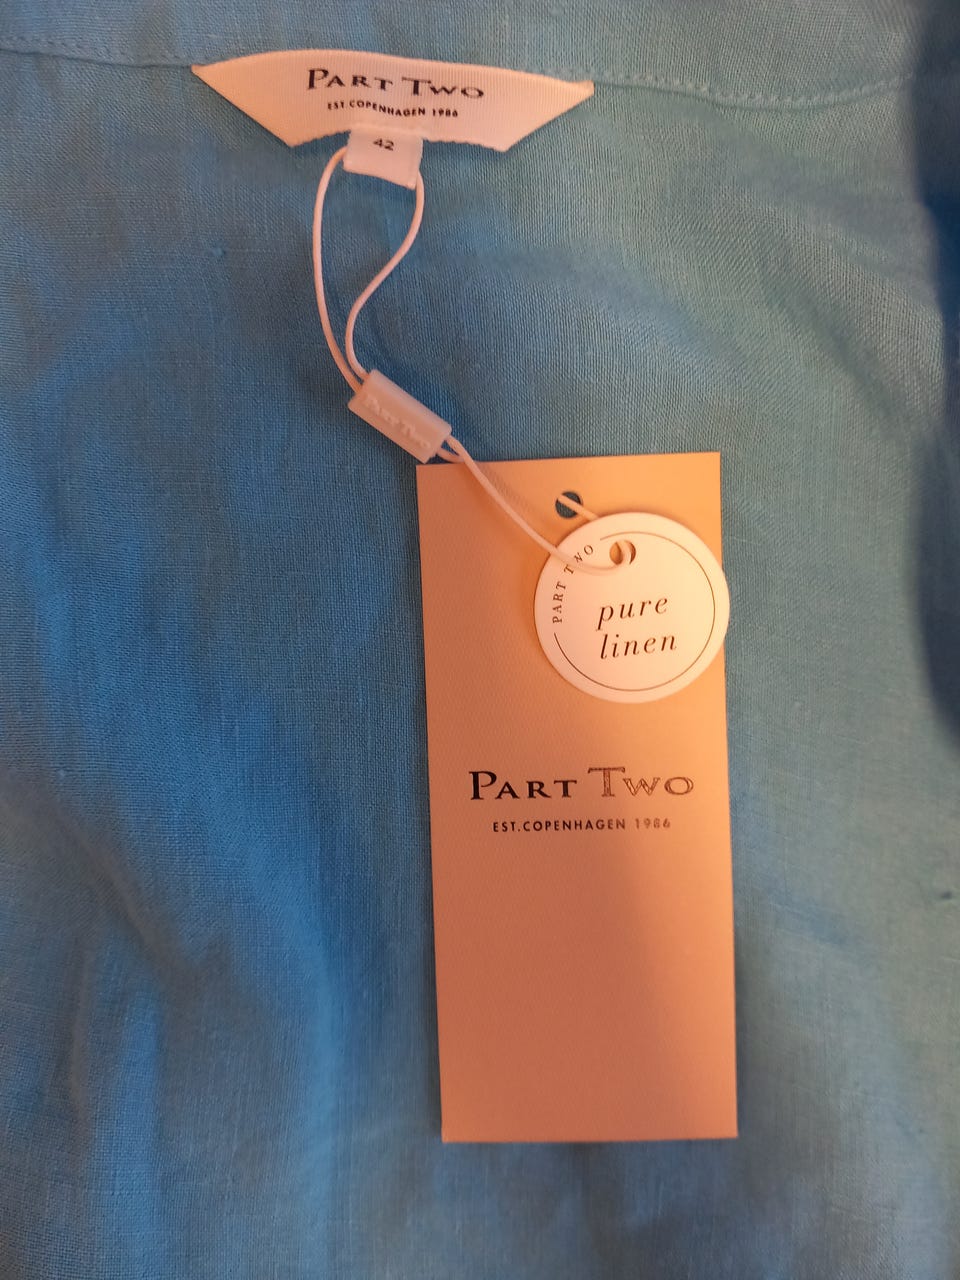 PART TWO
EST. COPENHAGEN 1986
42
PART TWO
PART TWO
pure
linen
PART TWO
EST. COPENHAGEN 1986